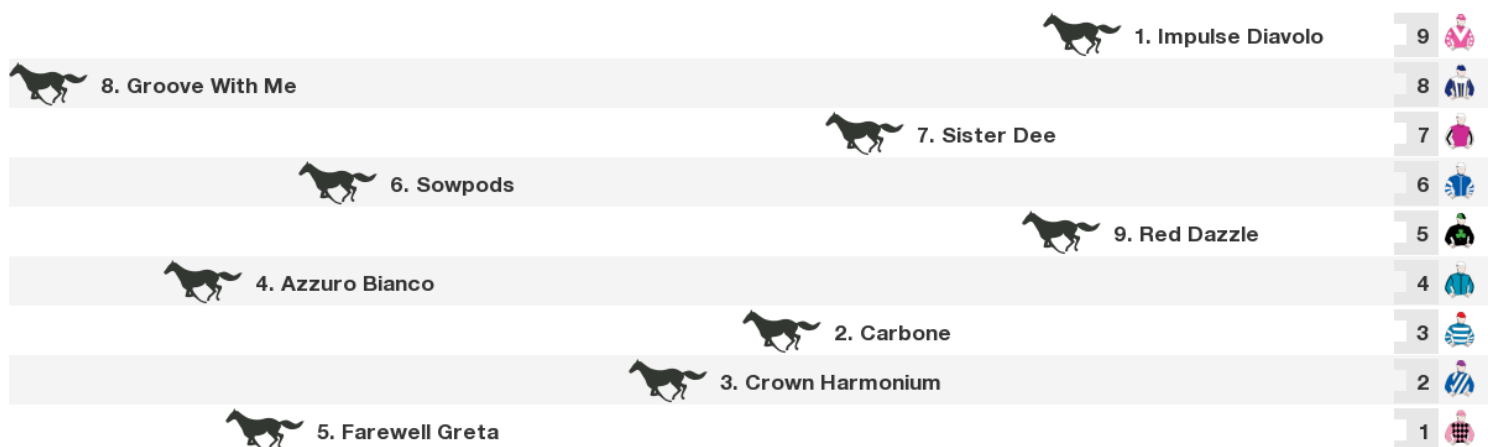 1. Impulse Diavolo 9
8. Groove With Me 8
7. Sister Dee 7
6. Sowpods 6
9. Red Dazzle 5
4. Azzuro Bianco 4
2. Carbone 3
3. Crown Harmonium 2
5. Farewell Greta 1